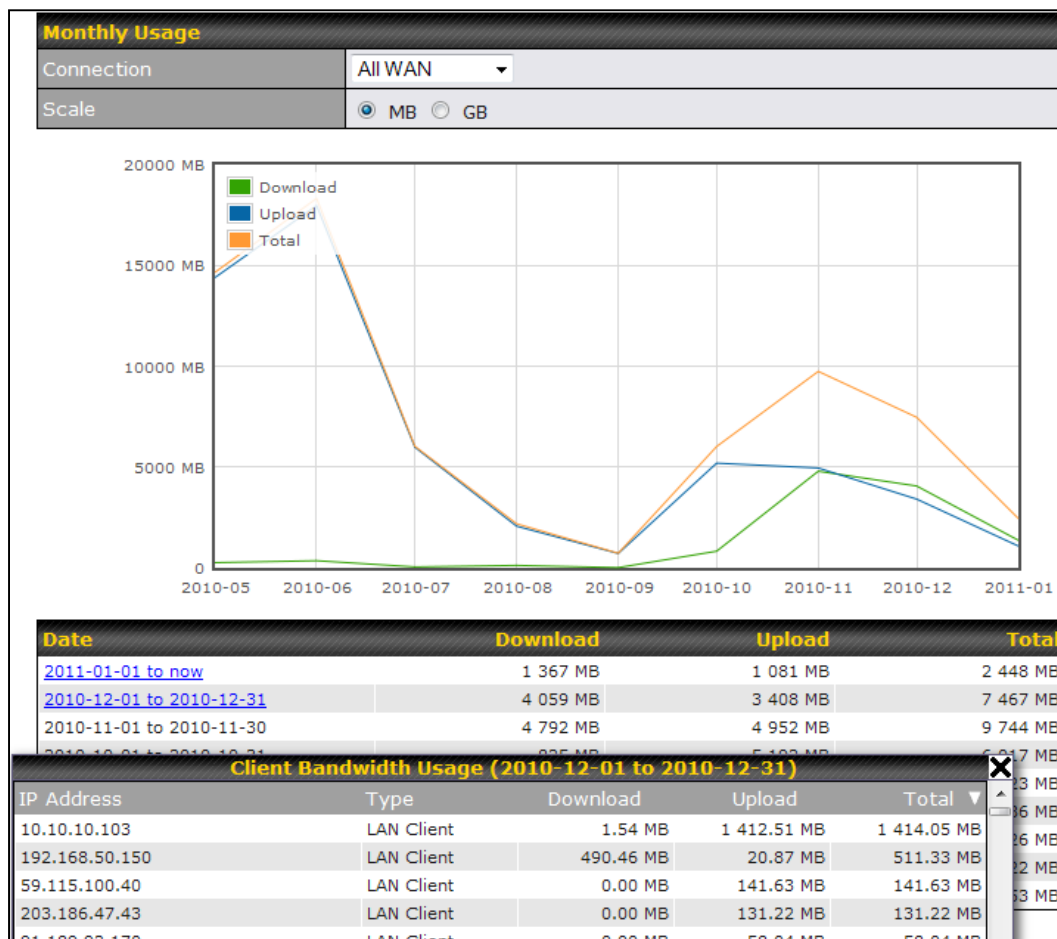 Monthly Usage
Connection All WAN
Scale MB GB
20000 MB
Download
Upload
Total
15000 MB
10000 MB
5000 MB
0
2010-05 2010-06 2010-07 2010-08 2010-09 2010-10 2010-11 2010-12 2011-01
Date Download Upload Total
2011-01-01 to now 1 367 MB 1 081 MB 2 448 MB
2010-12-01 to 2010-12-31 4 059 MB 3 408 MB 7 467 MB
2010-11-01 to 2010-11-30 4 792 MB 4 952 MB 9 744 MB
Client Bandwidth Usage (2010-12-01 to 2010-12-31)
IP Address Type Download Upload Total
10.10.10.103 LAN Client 1.54 MB 1 412.51 MB 1 414.05 MB
192.168.50.150 LAN Client 490.46 MB 20.87 MB 511.33 MB
59.115.100.40 LAN Client 0.00 MB 141.63 MB 141.63 MB
203.186.47.43 LAN Client 0.00 MB 131.22 MB 131.22 MB